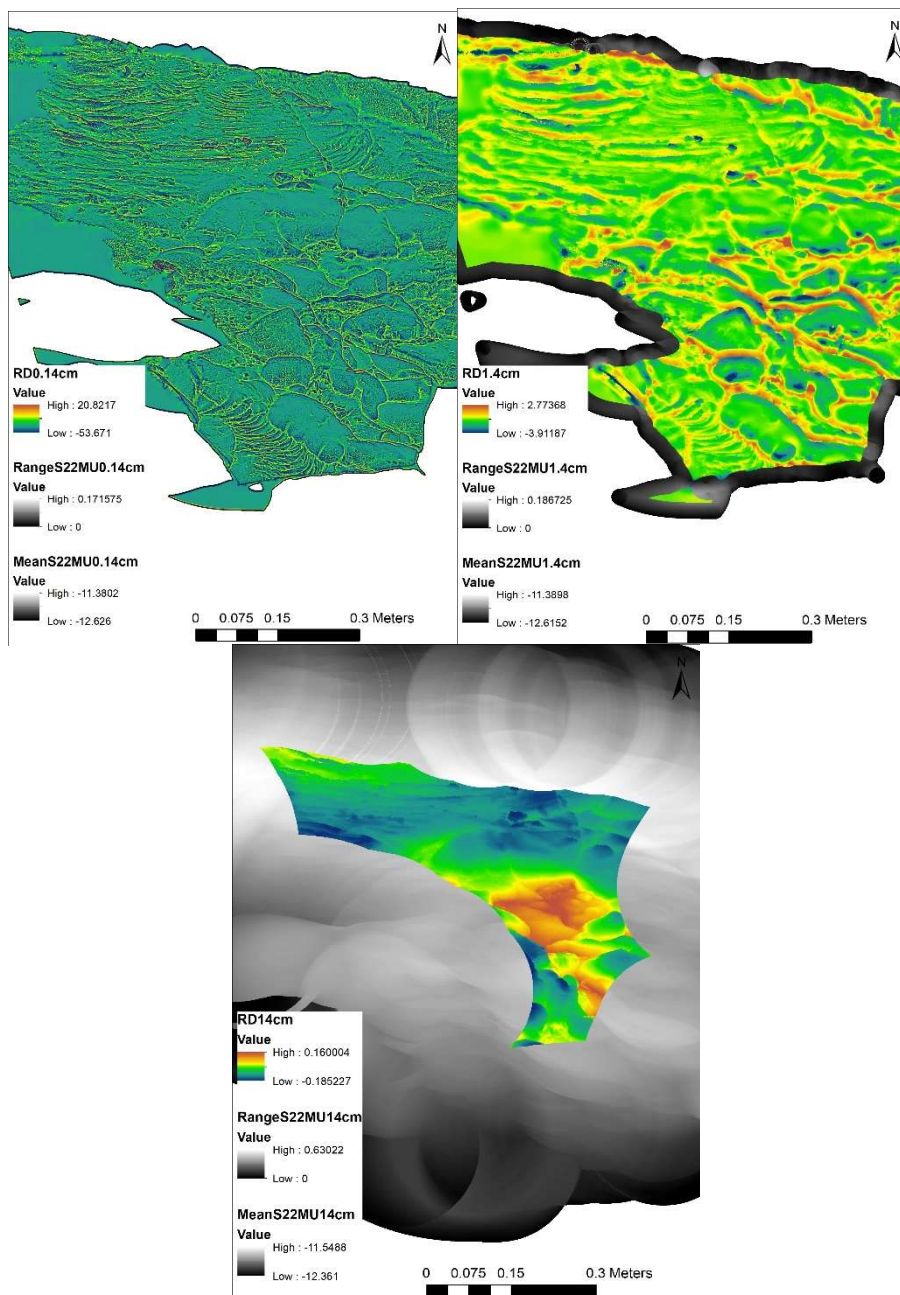 N
RD0.14cm
Value
High : 20.8217
Low : -53.671
RangeS22MU0.14cm
Value
High : 0.171575
Low : 0
MeanS22MU0.14cm
Value
High : -11.3802
Low : -12.626
0 0.075 0.15 0.3 Meters
N
RD1.4cm
Value
High : 2.77368
Low : -3.91187
RangeS22MU1.4cm
Value
High : 0.186725
Low : 0
MeanS22MU1.4cm
Value
High : -11.3898
Low : -12.6152
0 0.075 0.15 0.3 Meters
N
RD14cm
Value
High : 0.160004
Low : -0.185227
RangeS22MU14cm
Value
High : 0.63022
Low : 0
MeanS22MU14cm
Value
High : -11.5488
Low : -12.361
0 0.075 0.15 0.3 Meters